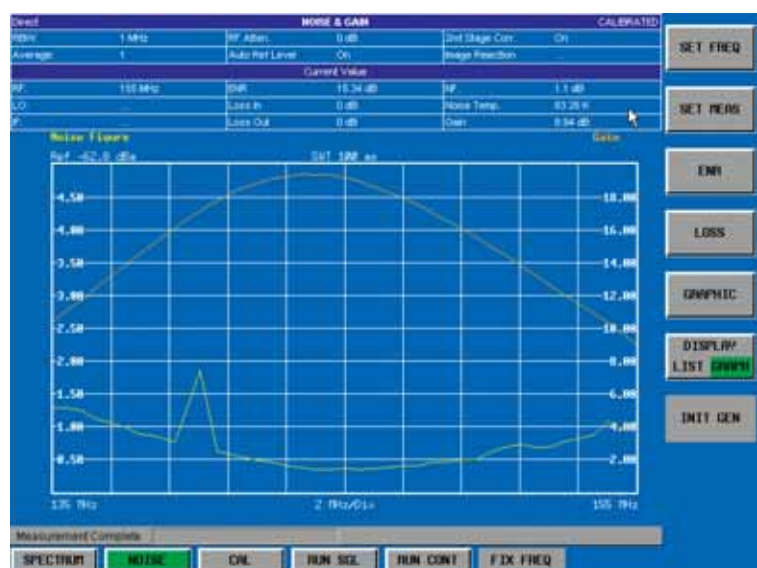 Direct NOISE & GAIN CALIBRATED
RBW: 1 MHz RF Atten. 0 dB 2nd Stage Corr. On
Average: 1 Auto Ref Level On Image Rejection ...
Current Value
RF: 155 MHz ENR 15.34 dB NF 1.1 dB
LO: ... Loss In 0 dB Noise Temp. 83.28 K
IF: Loss Out 0 dB Gain 8.94 dB
Noise Figure Gain
Ref -62.8 dBm SWT 100 ms
4.50 18.00
4.00 16.00
3.50 14.00
3.00 12.00
2.50 10.00
2.00 8.00
1.50 6.00
1.00 4.00
0.50 2.00
135 MHz 2 MHz/Div 155 MHz
Measurement Complete
SPECTRUM NOISE CAL RUN SGL RUN CONT FIX FREQ
SET FREQ
SET MEAS
ENR
LOSS
GRAPHIC
DISPLAY
LIST GRAPH
INIT GEN